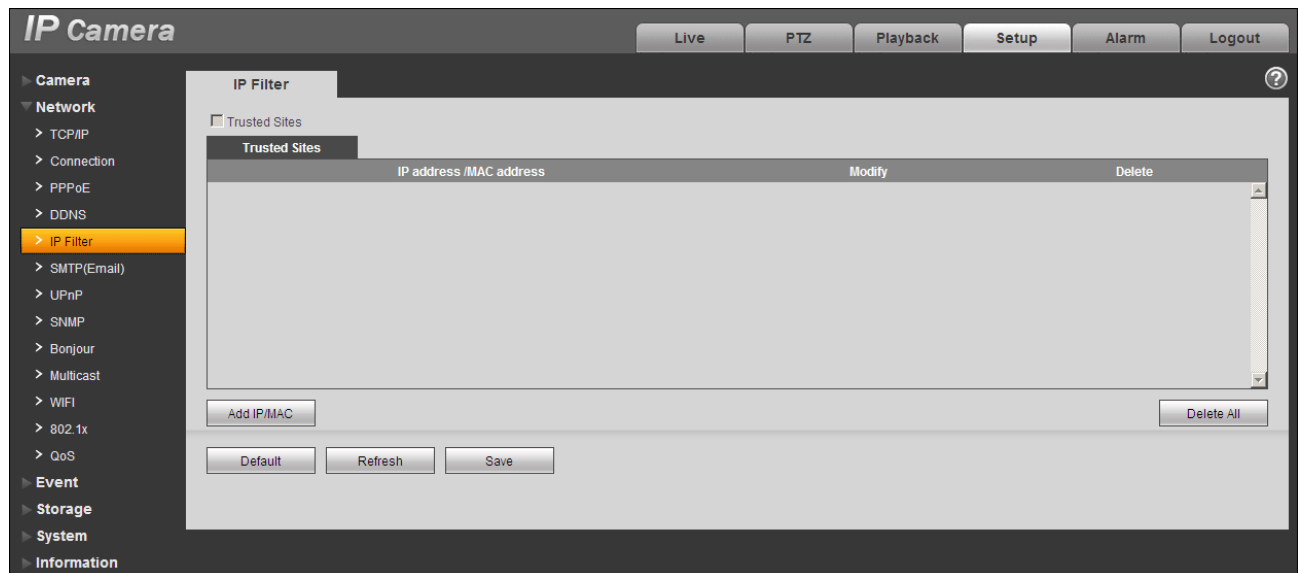 IP Camera
Live PTZ Playback Setup Alarm Logout
Camera
Network
> TCP/IP
> Connection
> PPPoE
> DDNS
> IP Filter
> SMTP(Email)
> UPnP
> SNMP
> Bonjour
> Multicast
> WIFI
> 802.1x
> QoS
Event
Storage
System
Information
IP Filter
?
Trusted Sites
Trusted Sites
IP address /MAC address Modify Delete
Add IP/MAC Delete All
Default Refresh Save